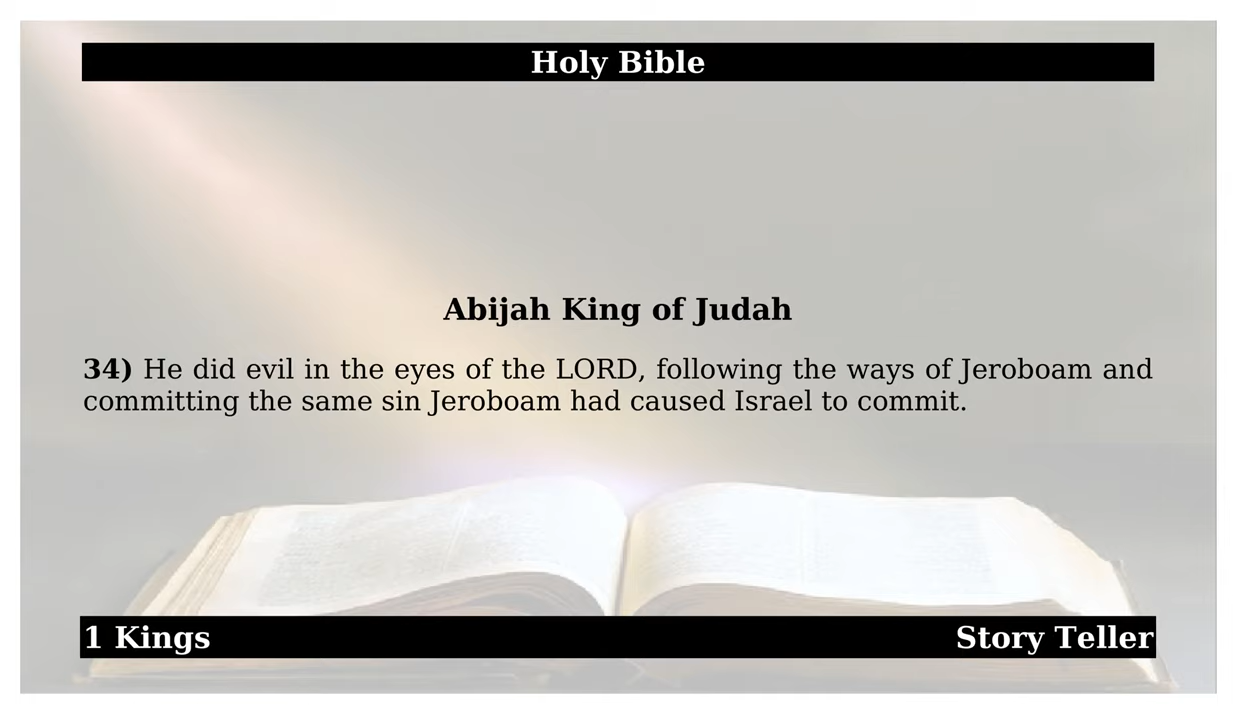 Holy Bible
Abijah King of Judah
34) He did evil in the eyes of the LORD, following the ways of Jeroboam and
committing the same sin Jeroboam had caused Israel to commit.
1 Kings
Story Teller